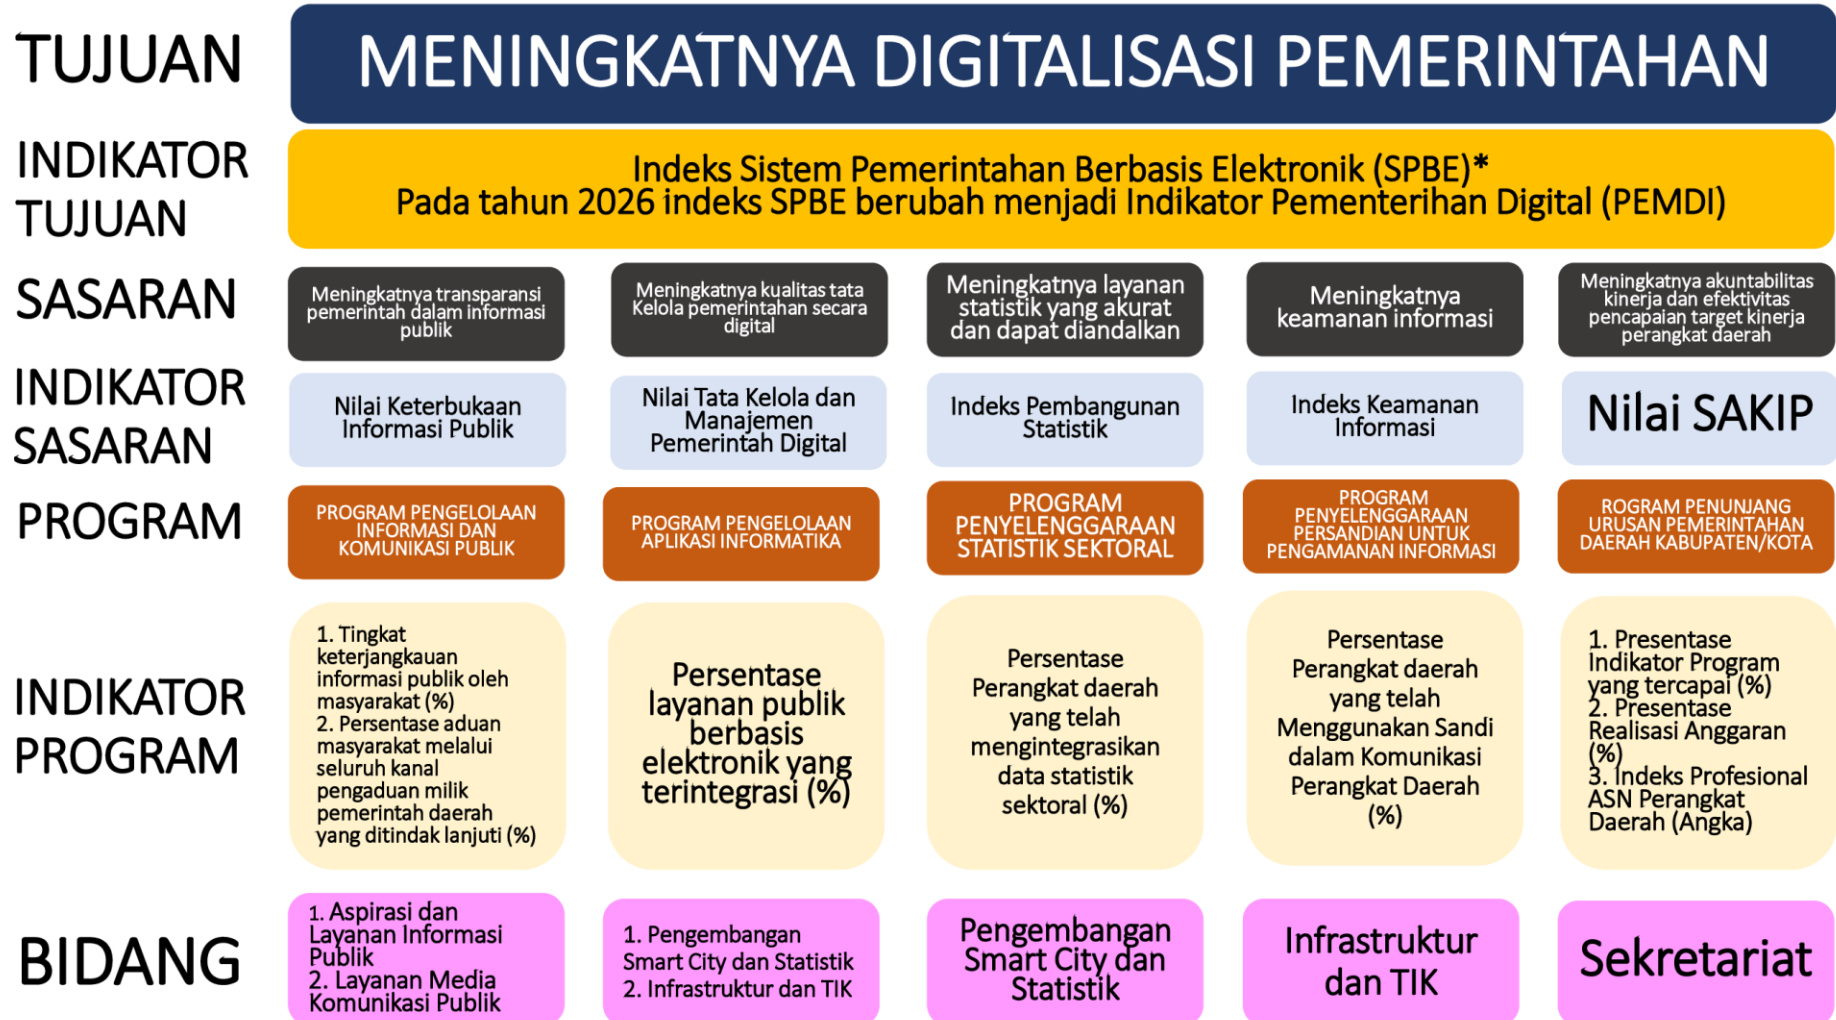 TUJUAN
MENINGKATNYA DIGITALISASI PEMERINTAHAN
INDIKATOR
TUJUAN
Indeks Sistem Pemerintahan Berbasis Elektronik (SPBE)*
Pada tahun 2026 indeks SPBE berubah menjadi Indikator Pementerihan Digital (PEMDI)
SASARAN
Meningkatnya transparansi
pemerintah dalam informasi
publik
Meningkatnya kualitas tata
Kelola pemerintahan secara
digital
Meningkatnya layanan
statistik yang akurat
dan dapat diandalkan
Meningkatnya
keamanan informasi
Meningkatnya akuntabilitas
kinerja dan efektivitas
pencapaian target kinerja
perangkat daerah
INDIKATOR
SASARAN
Nilai Keterbukaan
Informasi Publik
Nilai Tata Kelola dan
Manajemen
Pemerintah Digital
Indeks Pembangunan
Statistik
Indeks Keamanan
Informasi
Nilai SAKIP
PROGRAM
PROGRAM PENGELOLAAN
INFORMASI DAN
KOMUNIKASI PUBLIK
PROGRAM PENGELOLAAN
APLIKASI INFORMATIKA
PROGRAM
PENYELENGGARAAN
STATISTIK SEKTORAL
PROGRAM
PENYELENGGARAAN
PERSANDIAN UNTUK
PENGAMANAN INFORMASI
ROGRAM PENUNJANG
URUSAN PEMERINTAHAN
DAERAH KABUPATEN/KOTA
INDIKATOR
PROGRAM
1. Tingkat
keterjangkauan
informasi publik oleh
masyarakat (%)
2. Persentase aduan
masyarakat melalui
seluruh kanal
pengaduan milik
pemerintah daerah
yang ditindak lanjuti (%)
Persentase
layanan publik
berbasis
elektronik yang
terintegrasi (%)
Persentase
Perangkat daerah
yang telah
mengintegrasikan
data statistik
sektoral (%)
Persentase
Perangkat daerah
yang telah
Menggunakan Sandi
dalam Komunikasi
Perangkat Daerah
(%)
1. Presentase
Indikator Program
yang tercapai (%)
2. Presentase
Realisasi Anggaran
(%)
3. Indeks Profesional
ASN Perangkat
Daerah (Angka)
BIDANG
1. Aspirasi dan
Layanan Informasi
Publik
2. Layanan Media
Komunikasi Publik
1. Pengembangan
Smart City dan Statistik
2. Infrastruktur dan TIK
Pengembangan
Smart City dan
Statistik
Infrastruktur
dan TIK
Sekretariat